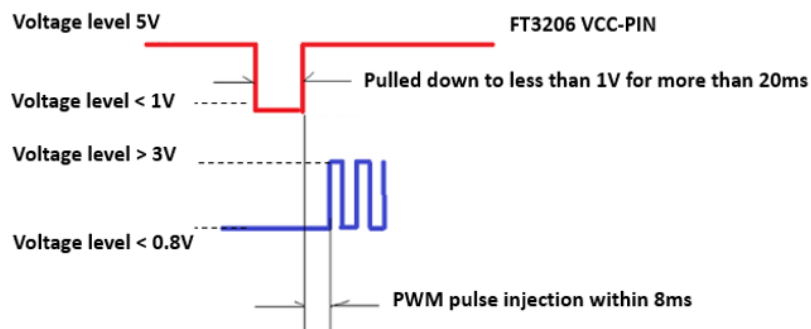 Voltage level 5V
FT3206 VCC-PIN
Pulled down to less than 1V for more than 20ms
Voltage level < 1V
Voltage level > 3V
Voltage level < 0.8V
PWM pulse injection within 8ms